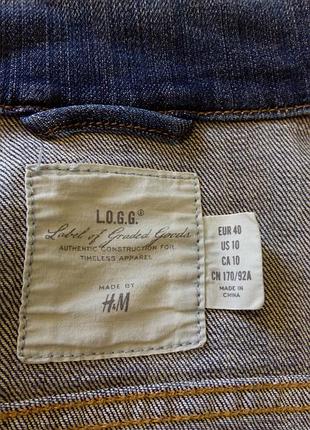 L.O.G.G.®
Label of Graded Goods
AUTHENTIC CONSTRUCTION FOR
TIMELESS APPAREL
MADE BY
H&M
EUR 40
US 10
CA 10
CN 170/92A
MADE IN
CHINA